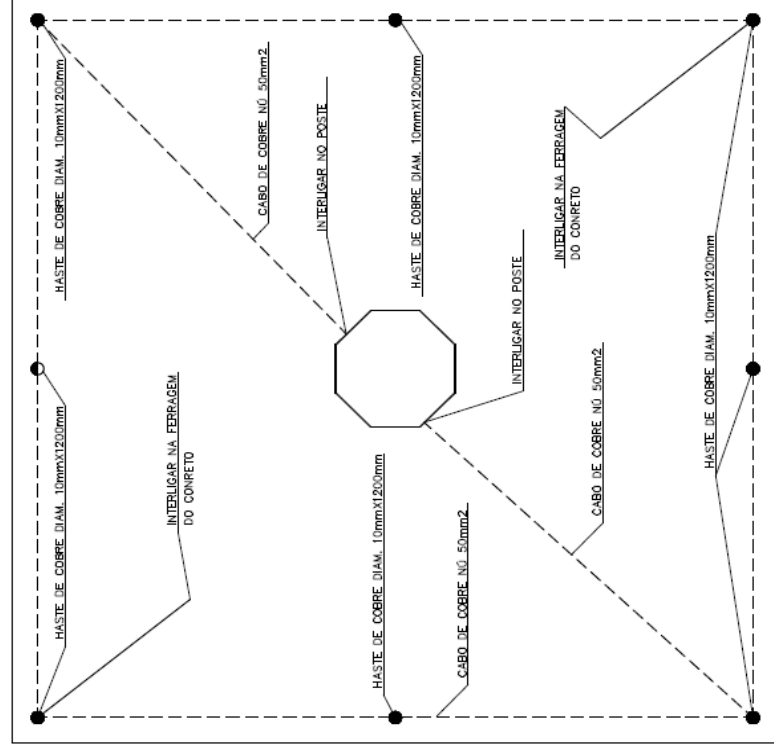 HASTE DE COBRE DIAM. 10mmX1200mm
HASTE DE COBRE DIAM. 10mmX1200mm
INTERLIGAR NA FERRAGEM
DO CONRETO
CABO DE COBRE NÚ 50mm2
INTERLIGAR NO POSTE
HASTE DE COBRE DIAM. 10mmX1200mm
HASTE DE COBRE DIAM. 10mmX1200mm
CABO DE COBRE NÚ 50mm2
INTERLIGAR NO POSTE
INTERLIGAR NA FERRAGEM
DO CONRETO
CABO DE COBRE NÚ 50mm2
HASTE DE COBRE DIAM. 10mmX1200mm